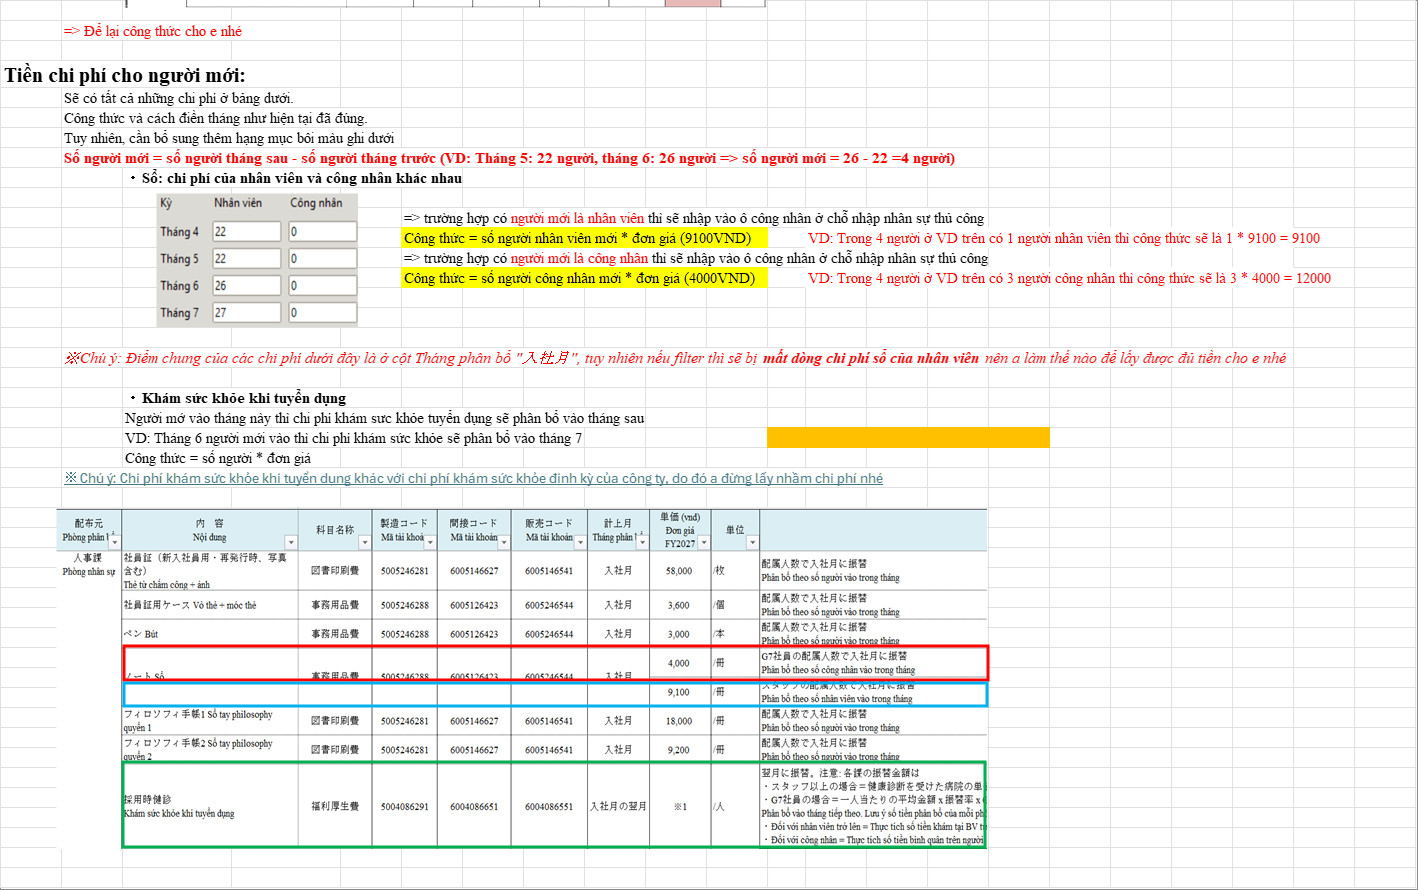 => Để lại công thức cho e nhé
Tiền chi phí cho người mới:
Sẽ có tất cả những chi phí ở bảng dưới.
Công thức và cách điền tháng như hiện tại đã đúng.
Tuy nhiên, cần bổ sung thêm hạng mục bôi màu ghi dưới
Số người mới = số người tháng sau - số người tháng trước (VD: Tháng 5: 22 người, tháng 6: 26 người => số người mới = 26 - 22 =4 người)
・Sổ: chi phí của nhân viên và công nhân khác nhau
Kỳ Nhân viên Công nhân
Tháng 4 22 0
Tháng 5 22 0
Tháng 6 26 0
Tháng 7 27 0
=> trường hợp có người mới là nhân viên thì sẽ nhập vào ô công nhân ở chỗ nhập nhân sự thủ công
Công thức = số người nhân viên mới * đơn giá (9100VND) VD: Trong 4 người ở VD trên có 1 người nhân viên thì công thức sẽ là 1 * 9100 = 9100
=> trường hợp có người mới là công nhân thì sẽ nhập vào ô công nhân ở chỗ nhập nhân sự thủ công
Công thức = số người công nhân mới * đơn giá (4000VND) VD: Trong 4 người ở VD trên có 3 người công nhân thì công thức sẽ là 3 * 4000 = 12000
※Chú ý: Điểm chung của các chi phí dưới đây là ở cột Tháng phân bổ "入社月", tuy nhiên nếu filter thì sẽ bị mất dòng chi phí sổ của nhân viên nên a làm thế nào để lấy được đủ tiền cho e nhé
・Khám sức khỏe khi tuyển dụng
Người mớ vào tháng này thì chi phí khám sưc khỏe tuyển dụng sẽ phân bổ vào tháng sau
VD: Tháng 6 người mới vào thì chi phí khám sức khỏe sẽ phân bổ vào tháng 7
Công thức = số người * đơn giá
※ Chú ý: Chi phí khám sức khỏe khi tuyển dụng khác với chi phí khám sức khỏe định kỳ của công ty, do đó a đừng lấy nhầm chi phí nhé
配布元 内 容 科目名称 製造コード 間接コード 販売コード 計上月 単価 (vnd) 単位
Phòng phân Nội dung Mã tài khoả Mã tài khoản Mã tài khoản Tháng phân Đơn giá
FY2027
人事課 社員証（新入社員用・再発行時、写真
含む） 図書印刷費 5005246281 6005146627 6005146541 入社月 58,000 /枚 配属人数で入社月に振替
Phòng nhân sự Thẻ từ chấm công + ảnh Phân bổ theo số người vào trong tháng
社員証用ケース Vỏ thẻ + móc thẻ 事務用品費 5005246288 6005126423 6005246544 入社月 3,600 /個 配属人数で入社月に振替
Phân bổ theo số người vào trong tháng
ペン Bút 事務用品費 5005246288 6005126423 6005246544 入社月 3,000 /本 配属人数で入社月に振替
Phân bổ theo số người vào trong tháng
4,000 /冊 G7社員の配属人数で入社月に振替
Phân bổ theo số công nhân vào trong tháng
ノート Sổ 事務用品費 5005246288 6005126423 6005246544 入社月
9,100 /冊 スタッフの配属人数で入社月に振替
Phân bổ theo số nhân viên vào trong tháng
フィロソフィ手帳1 Sổ tay philosophy
quyển 1 図書印刷費 5005246281 6005146627 6005146541 入社月 18,000 /冊 配属人数で入社月に振替
Phân bổ theo số người vào trong tháng
フィロソフィ手帳2 Sổ tay philosophy
quyển 2 図書印刷費 5005246281 6005146627 6005146541 入社月 9,200 /冊 配属人数で入社月に振替
Phân bổ theo số người vào trong tháng
採用時健診
Khám sức khỏe khi tuyển dụng 福利厚生費 5004086291 6004086651 6004086551 入社月の翌月 ※1 /人
翌月に振替。注意: 各課の振替金額は
・スタッフ以上の場合＝健康診断を受けた病院の単
・G7社員の場合＝一人当たりの平均金額 x 振替率 x
Phân bổ vào tháng tiếp theo. Lưu ý số tiền phân bổ của mỗi
・Đối với nhân viên trở lên = Thực tích số tiền khám tại BV
・Đối với công nhân = Thực tích số tiền bình quân trên người